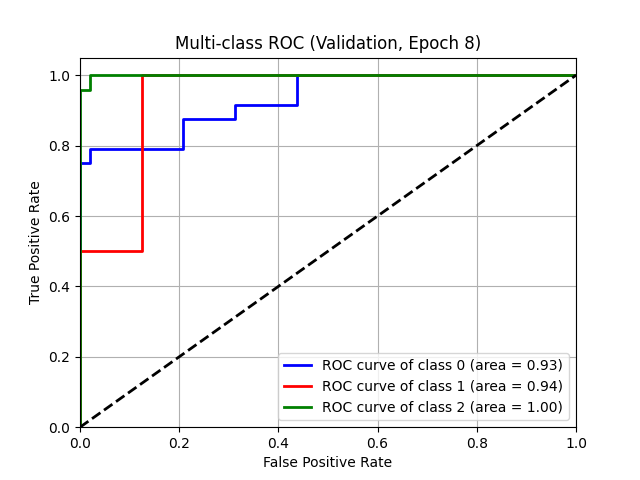 Multi-class ROC (Validation, Epoch 8)
1.0
0.8
0.6
0.4
0.2
0.0
True Positive Rate
ROC curve of class 0 (area = 0.93)
ROC curve of class 1 (area = 0.94)
ROC curve of class 2 (area = 1.00)
0.0 0.2 0.4 0.6 0.8 1.0
False Positive Rate